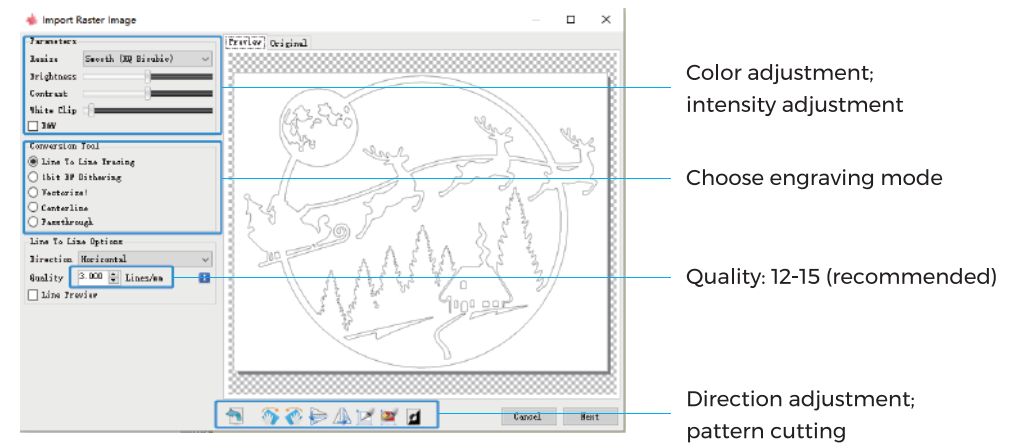 Import Raster Image
Parameters
Resize Smooth (HQ Bicubic)
Brightness
Contrast
White Clip
B&W
Conversion Tool
Line To Line Tracing
1bit BW Dithering
Vectorize!
Centerline
Passthrough
Line To Line Options
Direction Horizontal
Quality 3.000 Lines/mm
Line Preview
Preview Original
Cancel Next
Color adjustment;
intensity adjustment
Choose engraving mode
Quality: 12-15 (recommended)
Direction adjustment;
pattern cutting